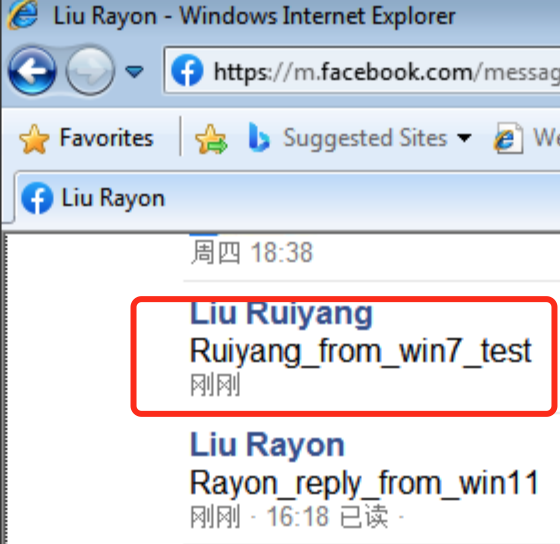 Liu Rayon - Windows Internet Explorer
https://m.facebook.com/messag
Favorites
Suggested Sites
We
Liu Rayon
周四 18:38
Liu Ruiyang
Ruiyang_from_win7_test
刚刚
Liu Rayon
Rayon_reply_from_win11
刚刚 · 16:18 已读 ·